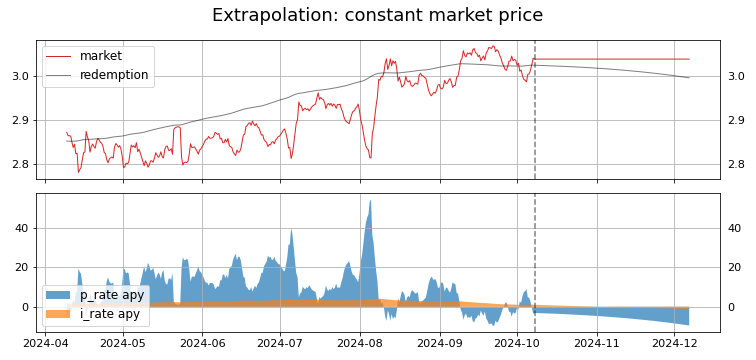 Extrapolation: constant market price
market
redemption
3.0 3.0
2.9 2.9
2.8 2.8
40 40
20 20
0 0
p_rate apy
i_rate apy
2024-04 2024-05 2024-06 2024-07 2024-08 2024-09 2024-10 2024-11 2024-12